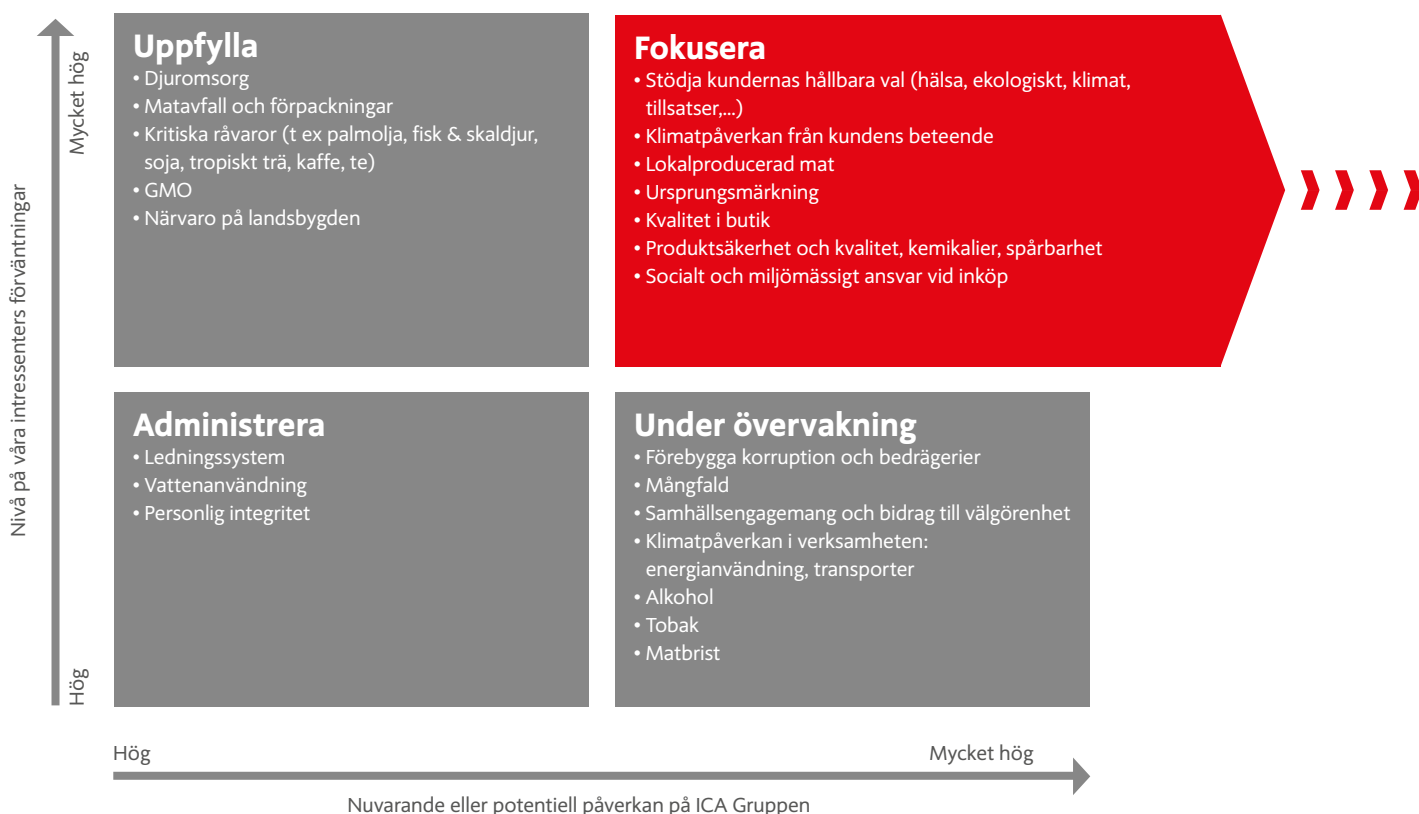 Nivå på våra intressenters förväntningar
Mycket hög
Hög
Uppfylla
• Djuromsorg
• Matavfall och förpackningar
• Kritiska råvaror (t ex palmolja, fisk & skaldjur,
soja, tropiskt trä, kaffe, te)
• GMO
• Närvaro på landsbygden
Fokusera
• Stödja kundernas hållbara val (hälsa, ekologiskt, klimat,
tillsatser,...)
• Klimatpåverkan från kundens beteende
• Lokalproducerad mat
• Ursprungsmärkning
• Kvalitet i butik
• Produktsäkerhet och kvalitet, kemikalier, spårbarhet
• Socialt och miljömässigt ansvar vid inköp
Administrera
• Ledningssystem
• Vattenanvändning
• Personlig integritet
Under övervakning
• Förebygga korruption och bedrägerier
• Mångfald
• Samhällsengagemang och bidrag till välgörenhet
• Klimatpåverkan i verksamheten:
energianvändning, transporter
• Alkohol
• Tobak
• Matbrist
Hög
Mycket hög
Nuvarande eller potentiell påverkan på ICA Gruppen